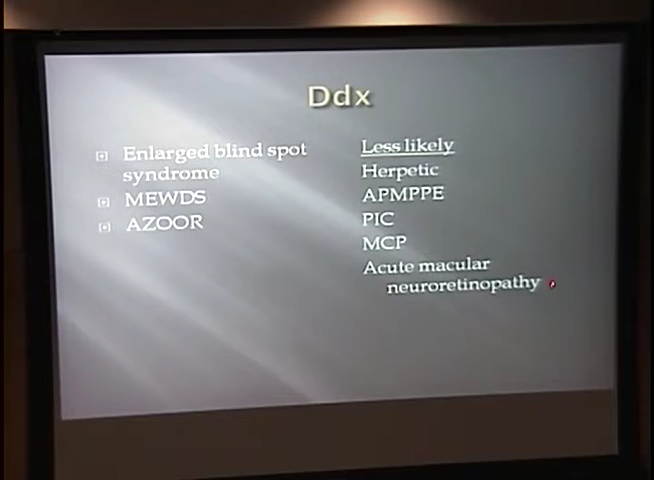 Ddx
Enlarged blind spot
syndrome
MEWDS
AZOOR
Less likely
Herpetic
APMPPE
PIC
MCP
Acute macular
neuroretinopathy